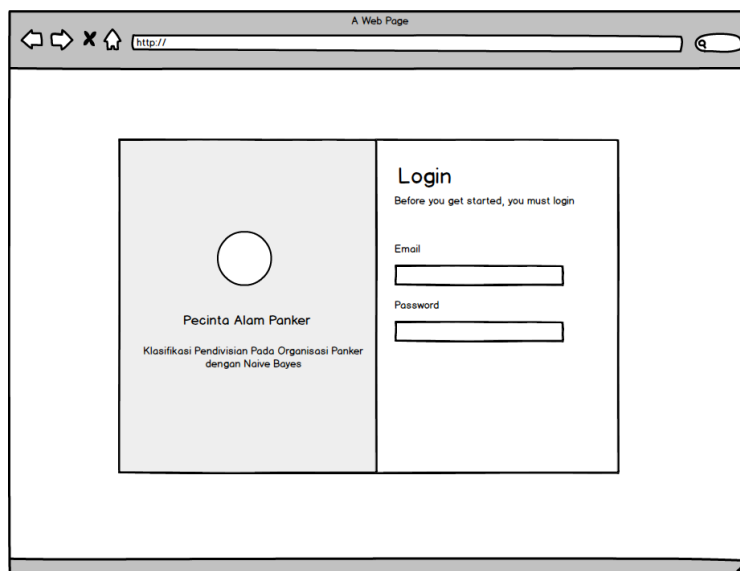 A Web Page
http://
Pecinta Alam Panker
Klasifikasi Pendivisian Pada Organisasi Panker
dengan Naive Bayes
Login
Before you get started, you must login
Email
Password